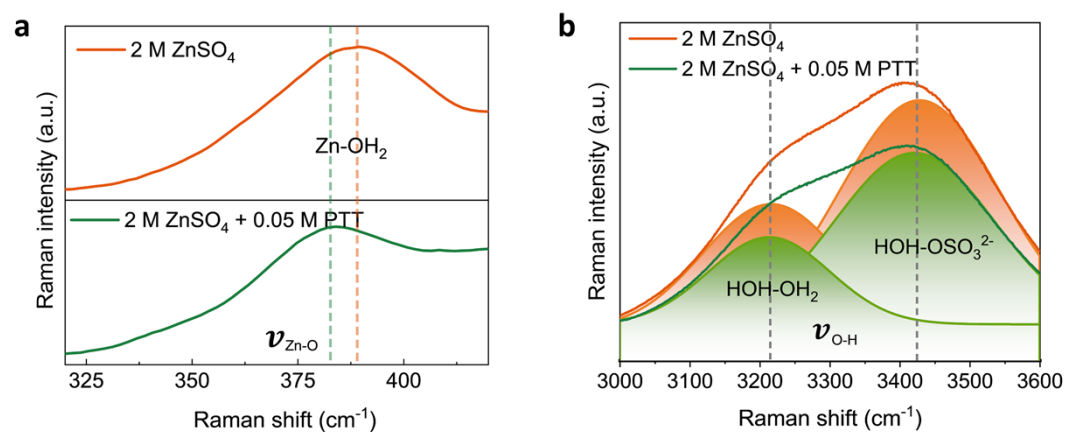 a
2 M ZnSO₄
Zn-OH₂
2 M ZnSO₄ + 0.05 M PTT
𝝂Zn-O
325 350 375 400
Raman shift (cm⁻¹)
Raman intensity (a.u.)
b
2 M ZnSO₄
2 M ZnSO₄ + 0.05 M PTT
HOH-OSO₃²⁻
HOH-OH₂
𝝂O-H
3000 3100 3200 3300 3400 3500 3600
Raman shift (cm⁻¹)
Raman intensity (a.u.)